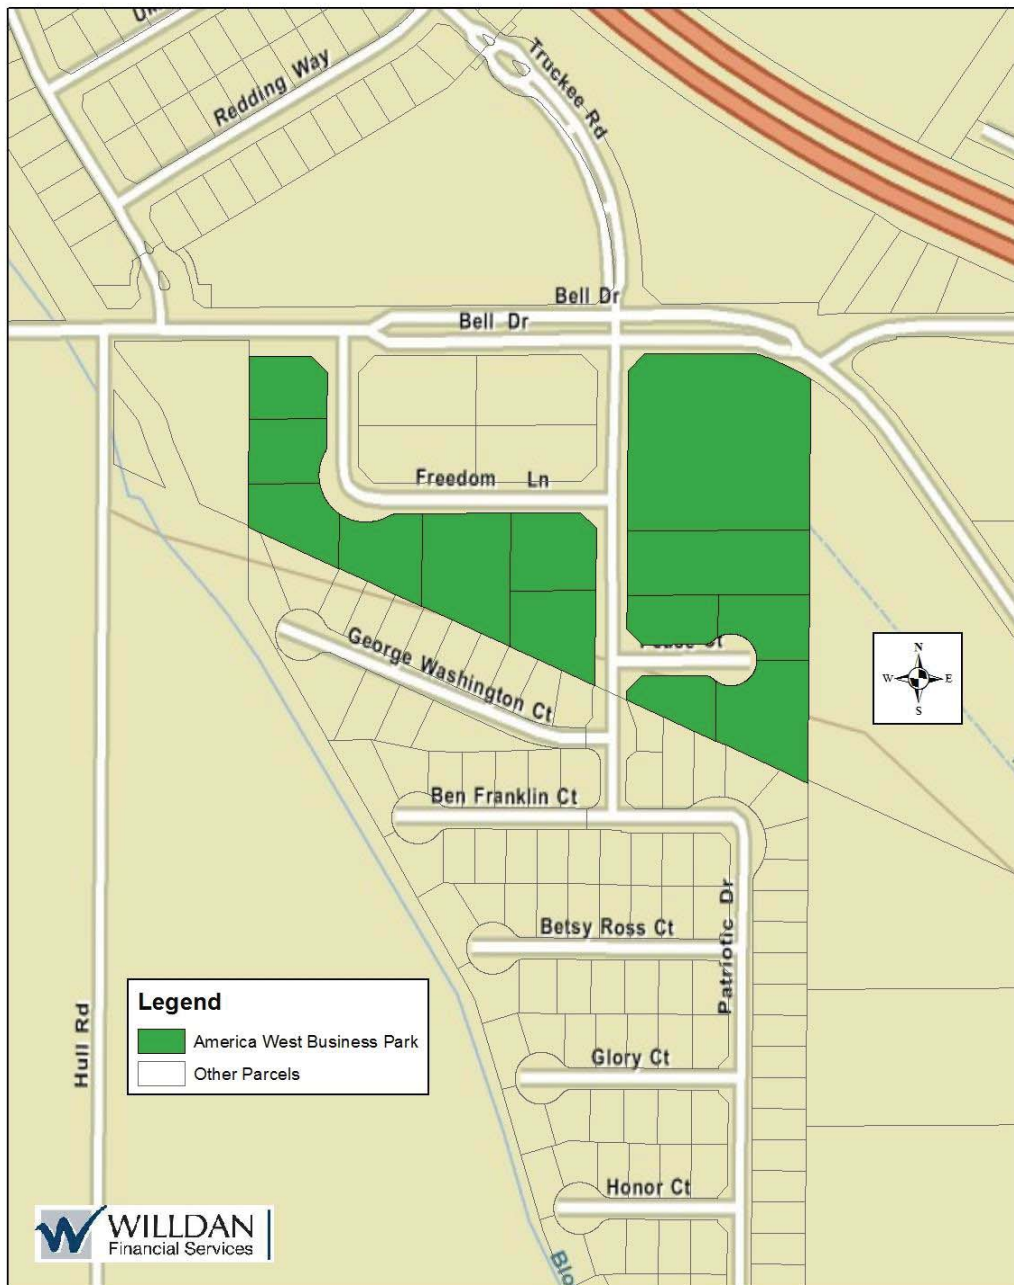 Redding Way
Truckee Rd
Bell Dr
Bell Dr
Freedom Ln
George Washington Ct
N
W E
S
Ben Franklin Ct
Betsy Ross Ct
Patriotic Dr
Glory Ct
Honor Ct
Hull Rd
Legend
America West Business Park
Other Parcels
W WILLDAN
Financial Services